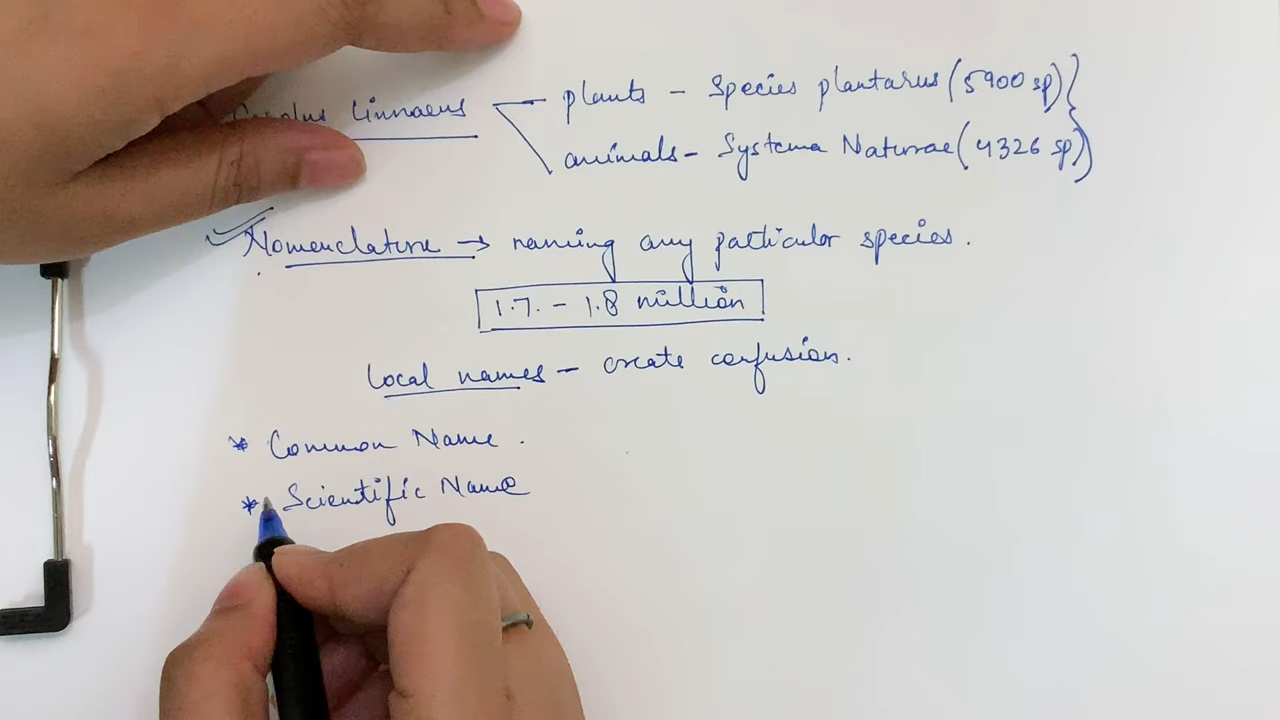 Carolus Linnaeus
plants - Species plantarus (5900 sp)
animals - Systema Naturae (4326 sp)
Nomenclature → naming any particular species.
1.7. - 1.8 million
Local names - create confusion.
* Common Name.
* Scientific Name